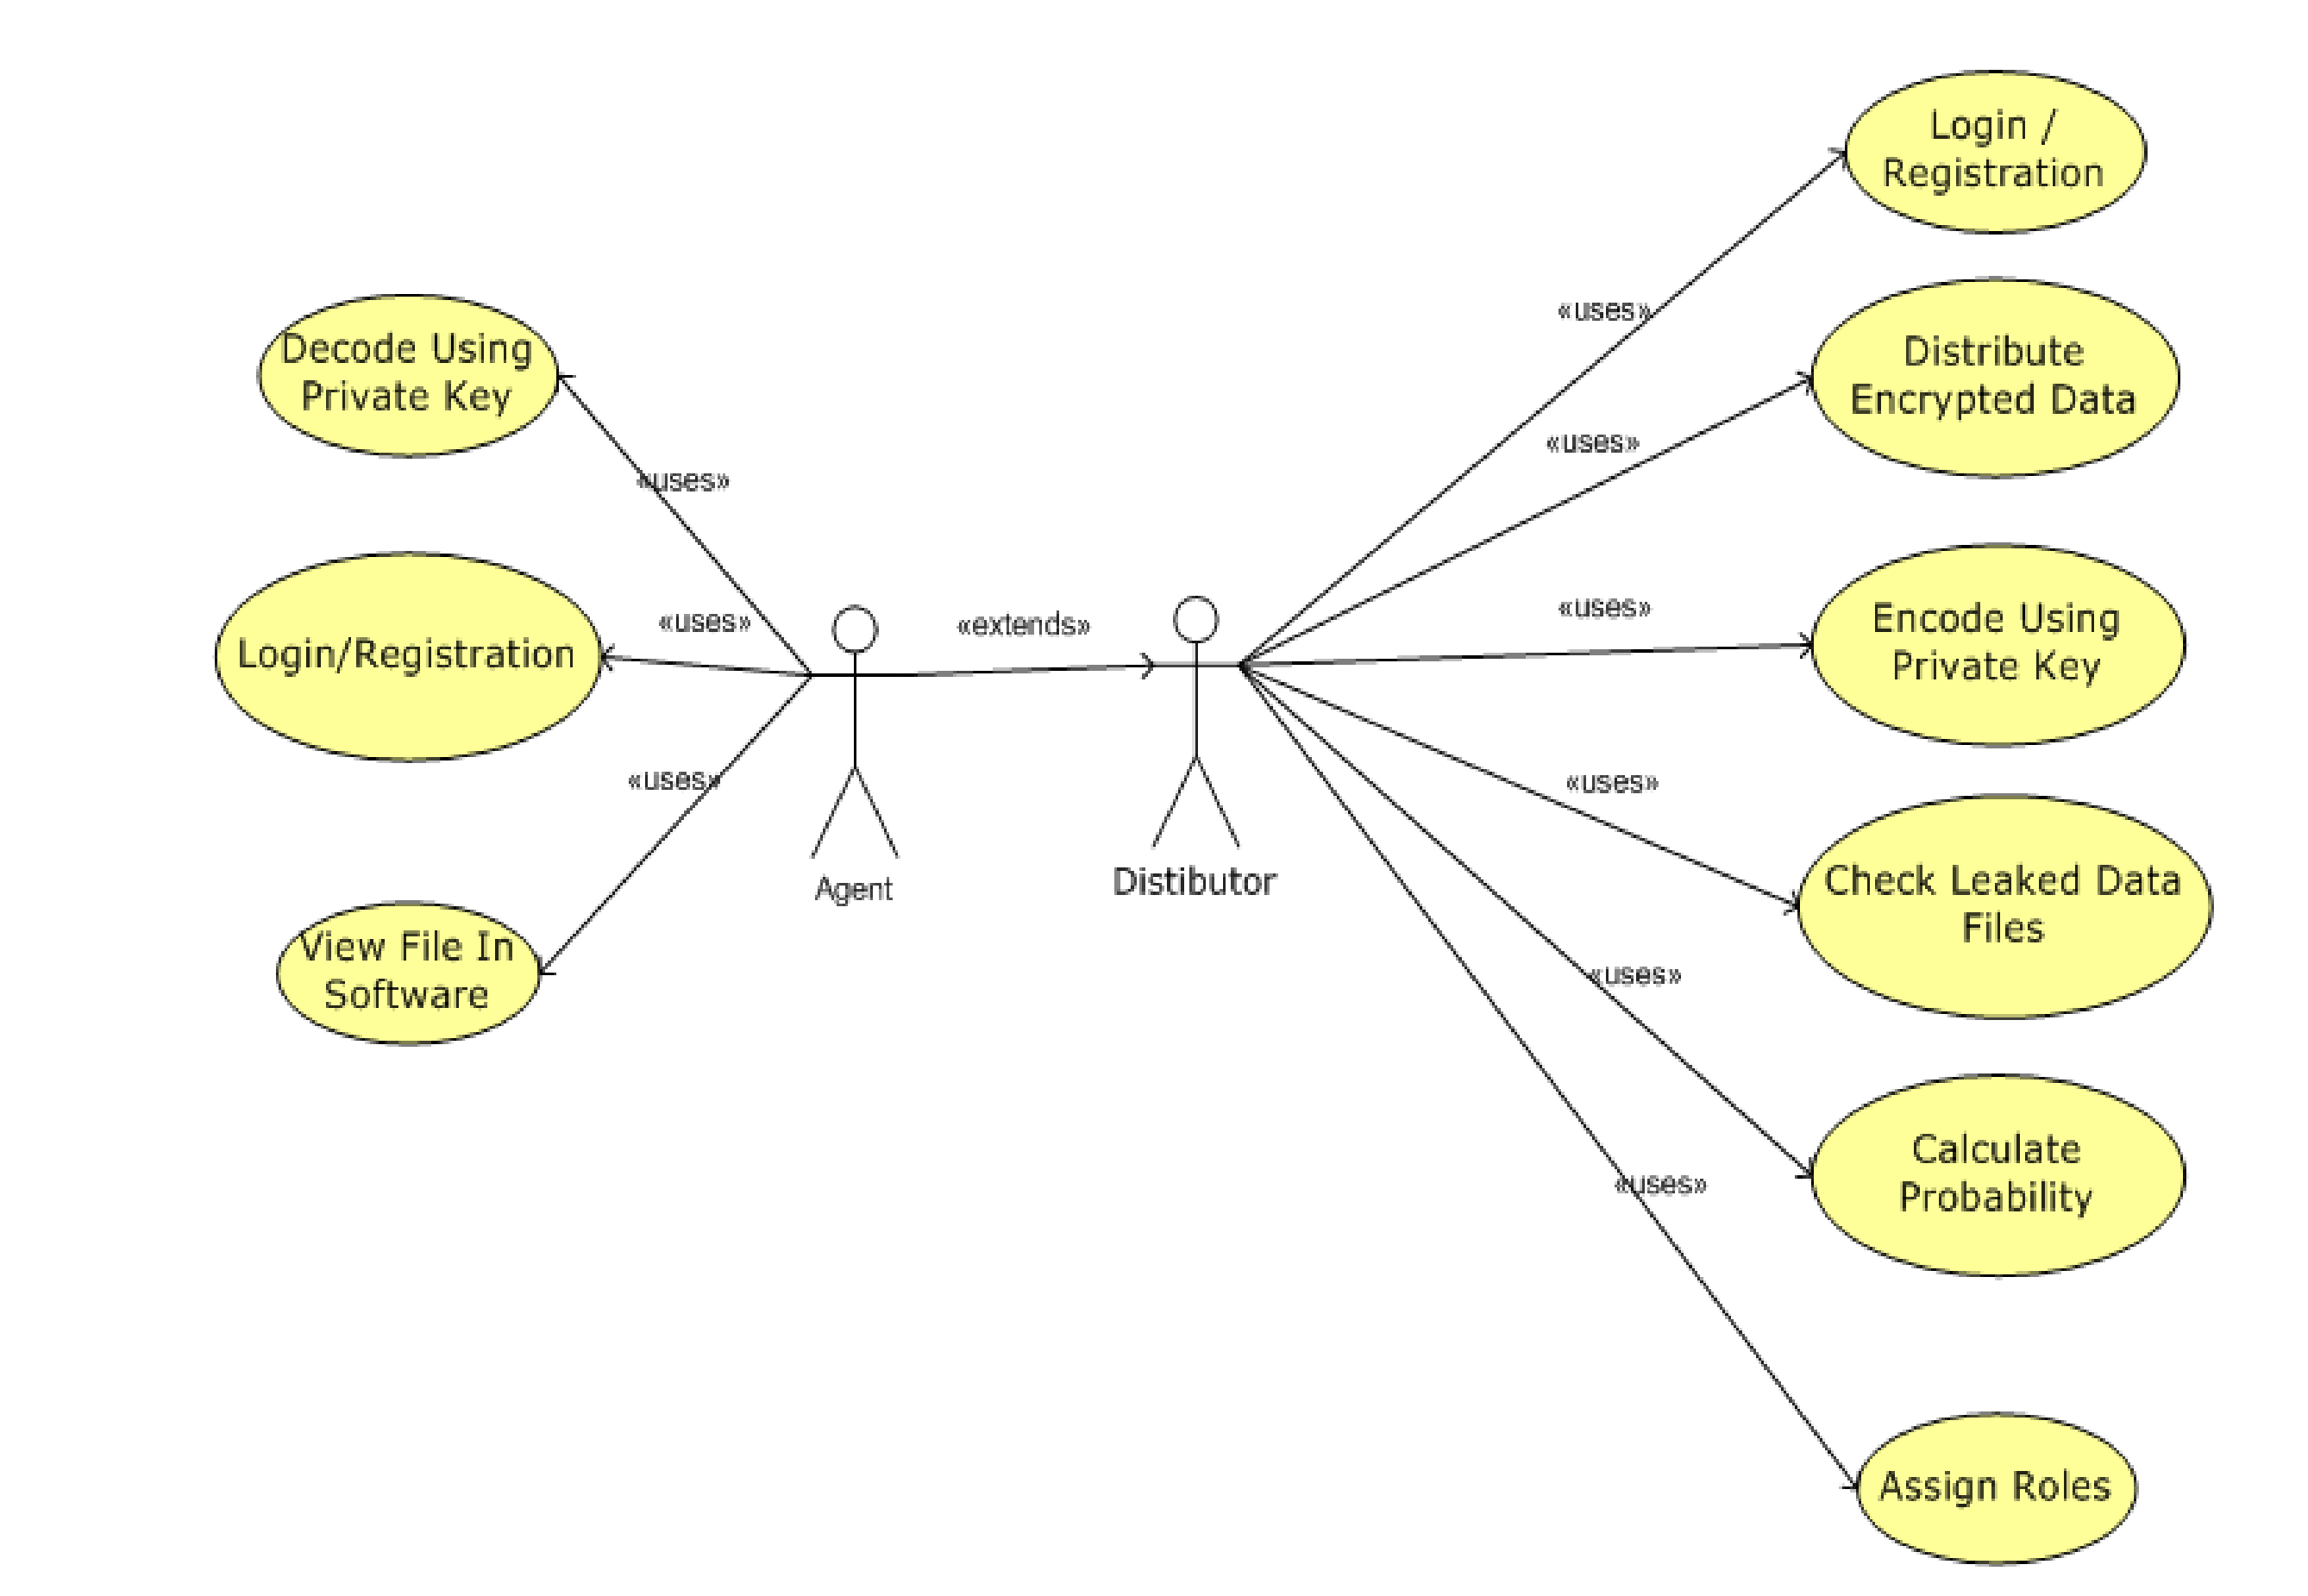 Login /
Registration
«uses»
Distribute
Encrypted Data
Decode Using
Private Key
«uses»
«uses»
«uses»
Encode Using
Private Key
Login/Registration
«uses»
«extends»
«uses»
Agent
Distibutor
«uses»
Check Leaked Data
Files
View File In
Software
«uses»
Calculate
Probability
«uses»
Assign Roles